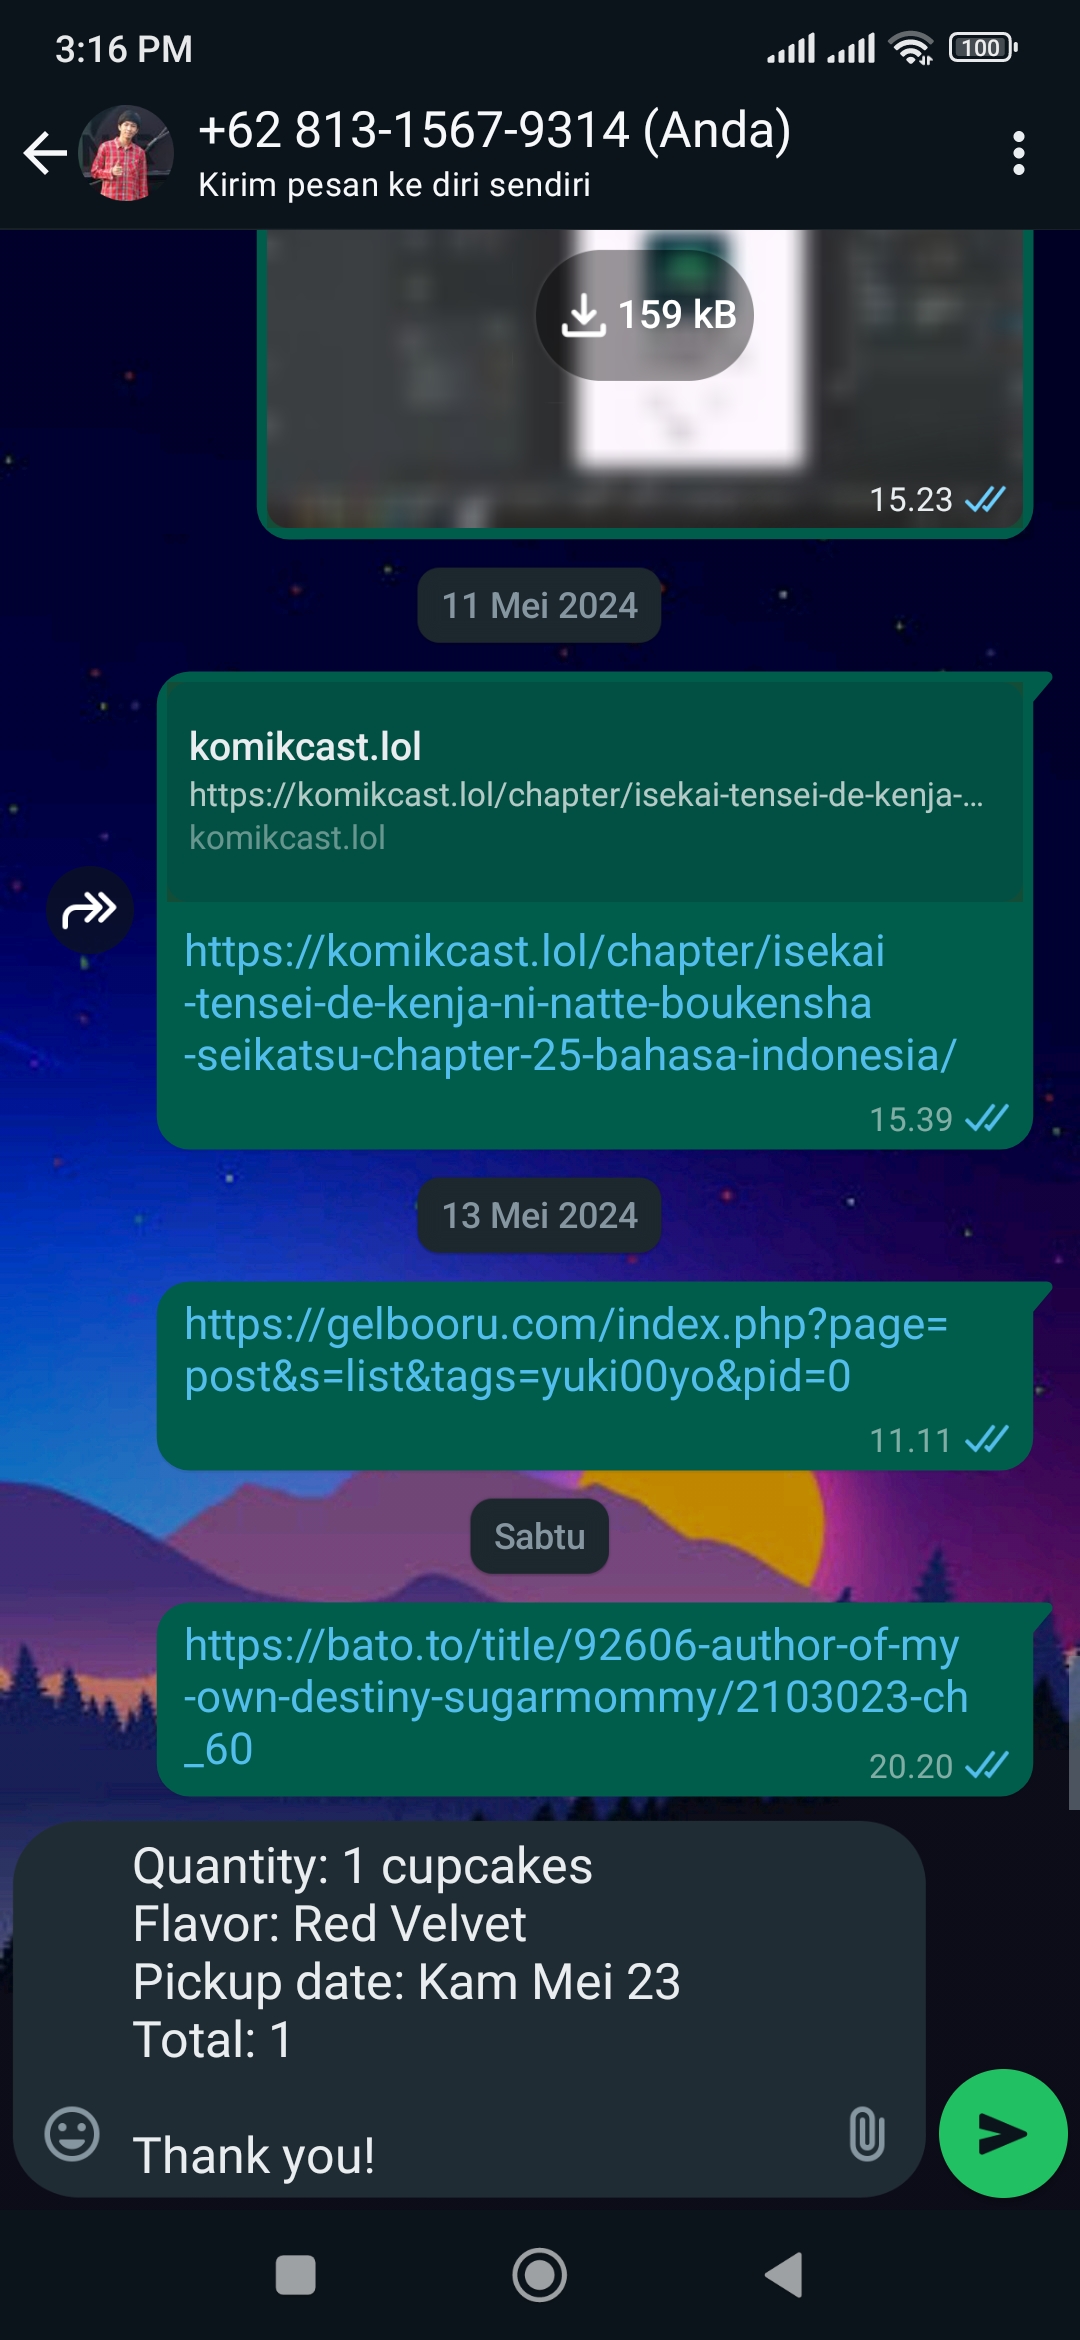 3:16 PM
100
+62 813-1567-9314 (Anda)
Kirim pesan ke diri sendiri
159 kB
15.23
11 Mei 2024
komikcast.lol
https://komikcast.lol/chapter/isekai-tensei-de-kenja-...
komikcast.lol
https://komikcast.lol/chapter/isekai
-tensei-de-kenja-ni-natte-boukensha
-seikatsu-chapter-25-bahasa-indonesia/
15.39
13 Mei 2024
https://gelbooru.com/index.php?page=
post&s=list&tags=yuki00yo&pid=0
11.11
Sabtu
https://bato.to/title/92606-author-of-my
-own-destiny-sugarmommy/2103023-ch
_60
20.20
Quantity: 1 cupcakes
Flavor: Red Velvet
Pickup date: Kam Mei 23
Total: 1
Thank you!